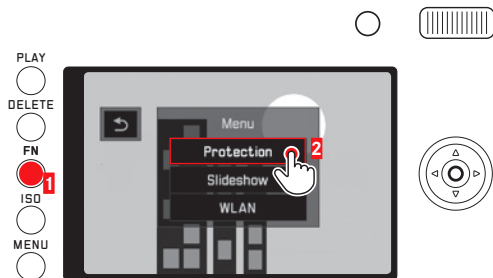 PLAY
DELETE
FN
1
ISO
MENU
Menu
Protection
2
Slideshow
WLAN